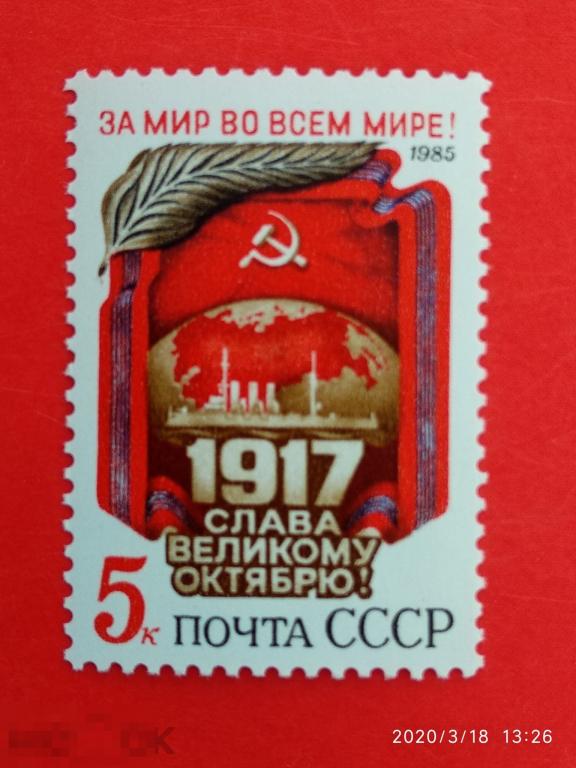 ЗА МИР ВО ВСЕМ МИРЕ!
1985
1917
СЛАВА
ВЕЛИКОМУ
ОКТЯБРЮ!
5к ПОЧТА СССР
2020/3/18 13:26